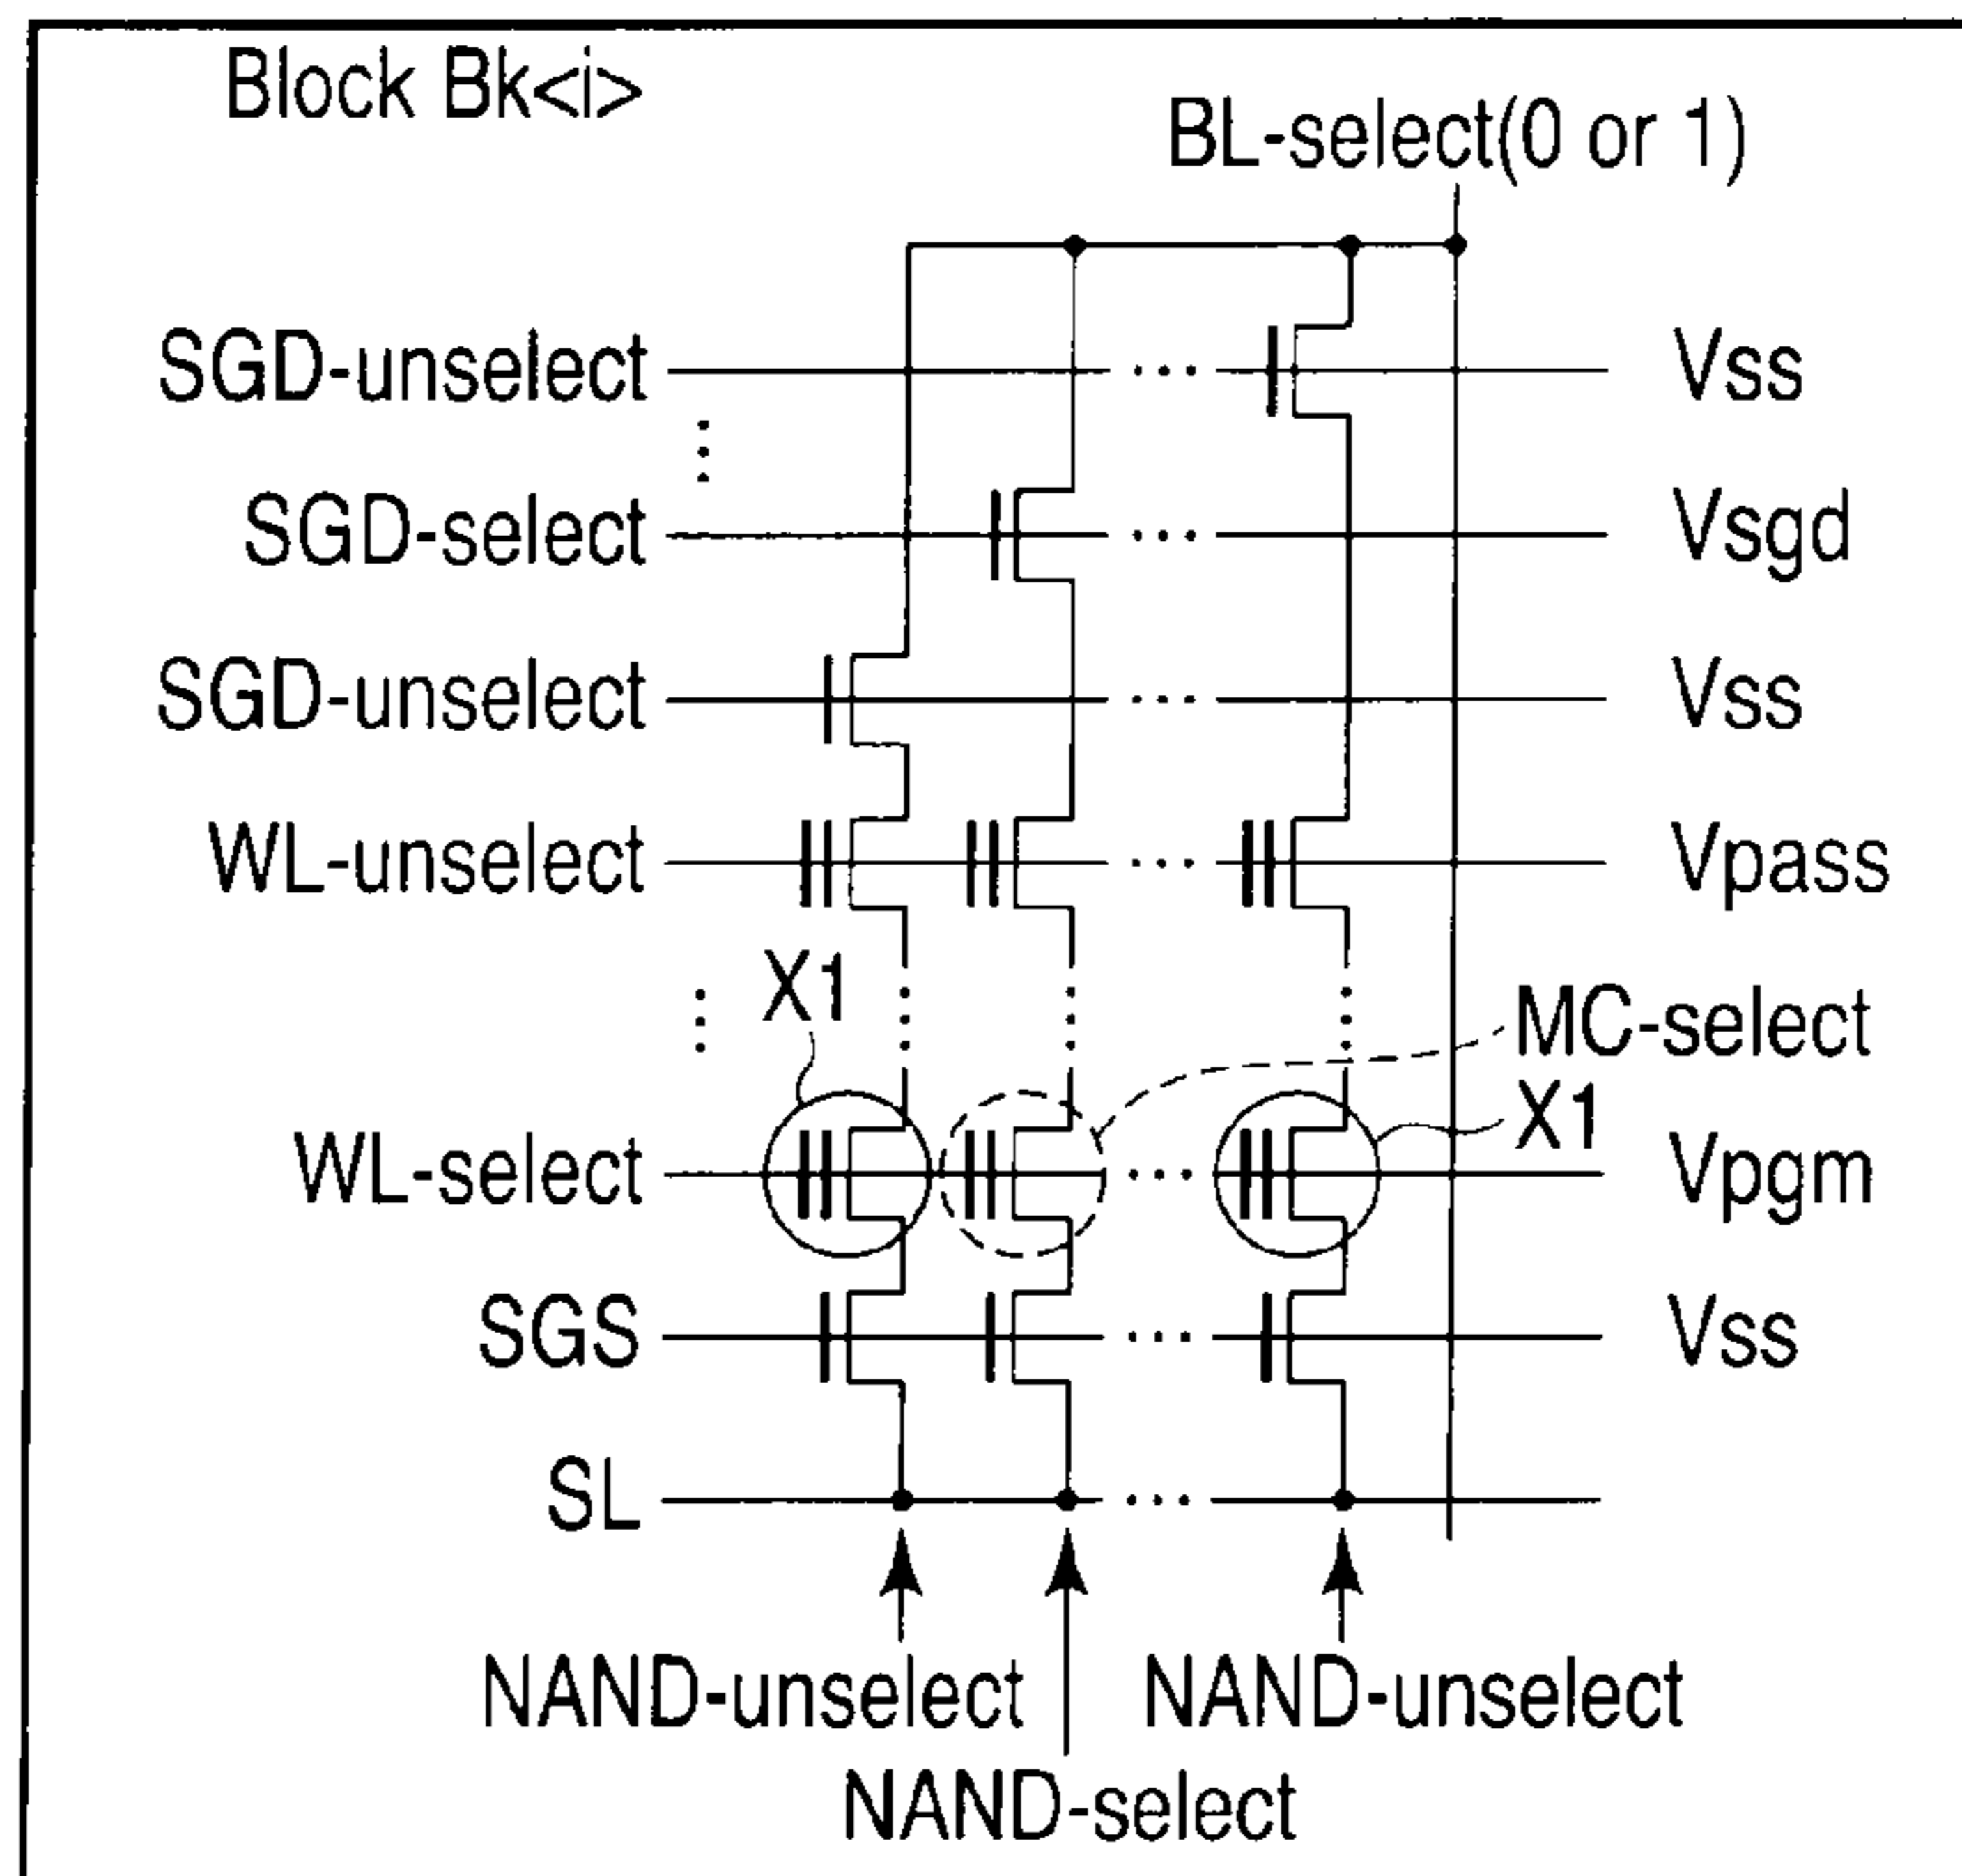 Block Bk<i>
BL-select(0 or 1)
SGD-unselect Vss
SGD-select Vsgd
SGD-unselect Vss
WL-unselect Vpass
X1
MC-select
X1
WL-select Vpgm
SGS Vss
SL
NAND-unselect NAND-unselect
NAND-select